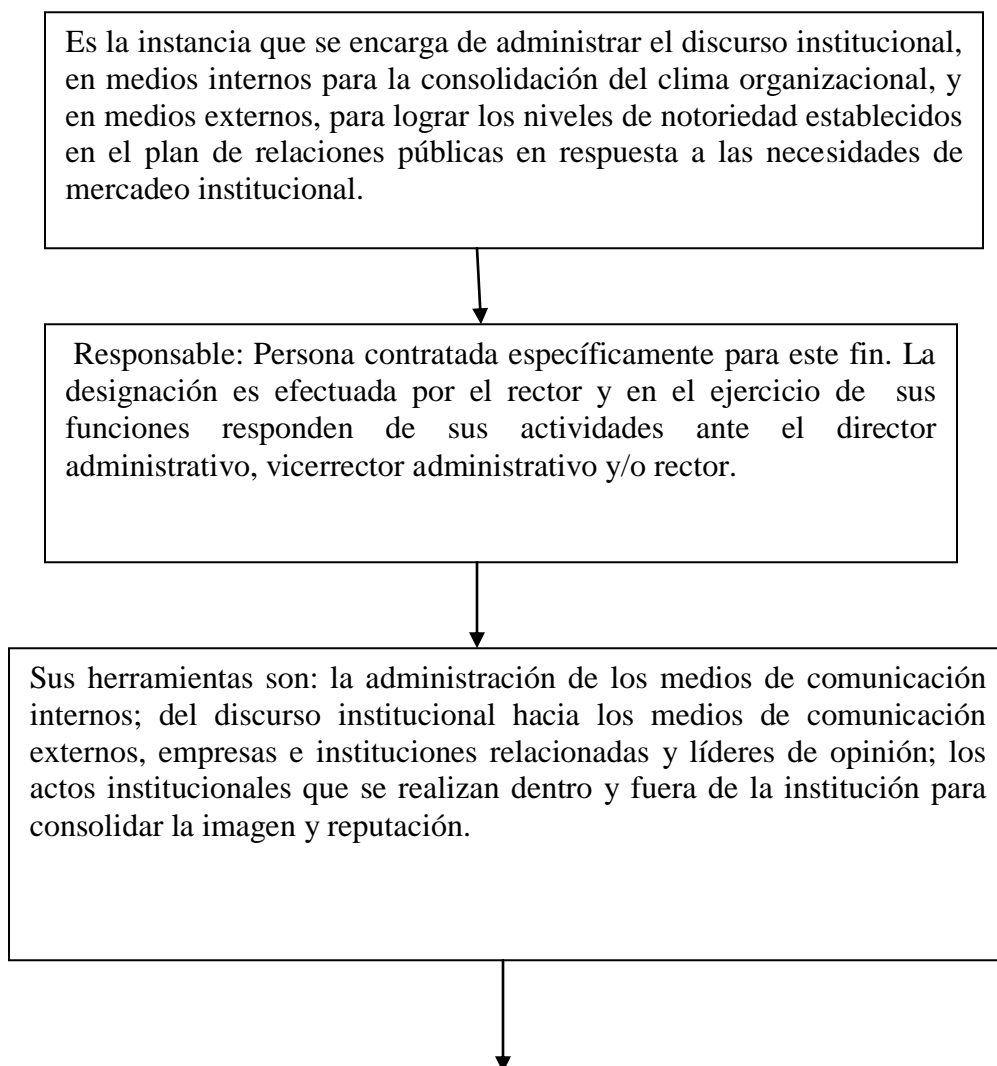 Es la instancia que se encarga de administrar el discurso institucional,
en medios internos para la consolidación del clima organizacional, y
en medios externos, para lograr los niveles de notoriedad establecidos
en el plan de relaciones públicas en respuesta a las necesidades de
mercadeo institucional.
Responsable: Persona contratada específicamente para este fin. La
designación es efectuada por el rector y en el ejercicio de sus
funciones responden de sus actividades ante el director
administrativo, vicerrector administrativo y/o rector.
Sus herramientas son: la administración de los medios de comunicación
internos; del discurso institucional hacia los medios de comunicación
externos, empresas e instituciones relacionadas y líderes de opinión; los
actos institucionales que se realizan dentro y fuera de la institución para
consolidar la imagen y reputación.